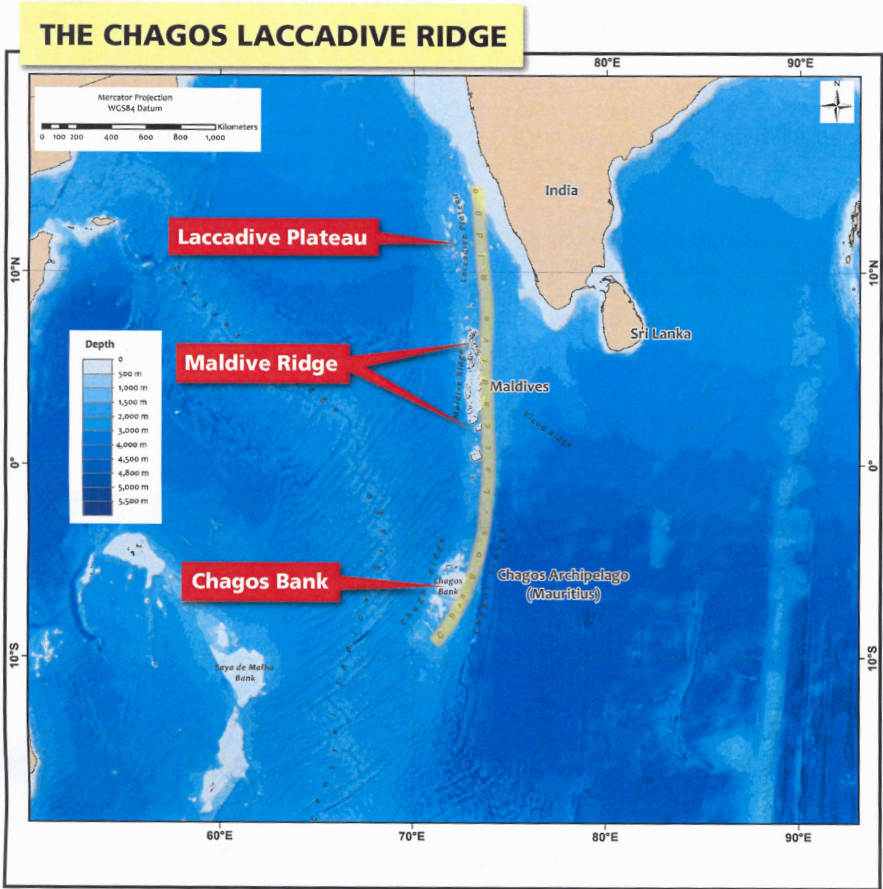 THE CHAGOS LACCADIVE RIDGE
80°E
90°E
Mercator Projection
WGS84 Datum
Kilometers
0 100 200 400 600 800 1,000
N
India
Laccadive Plateau
Laccadive Plateau
10°N
10°N
Sri Lanka
Depth
0
500 m
1,000 m
1,500 m
2,000 m
3,000 m
4,000 m
4,500 m
4,800 m
5,000 m
5,500 m
Maldive Ridge
Maldive Ridge
Maldives
0°
0°
Chagos-Laccadive Ridge
Chagos Bank
Chagos
Bank
Chagos Archipelago
(Mauritius)
10°S
10°S
Saya de Malha
Bank
60°E
70°E
80°E
90°E